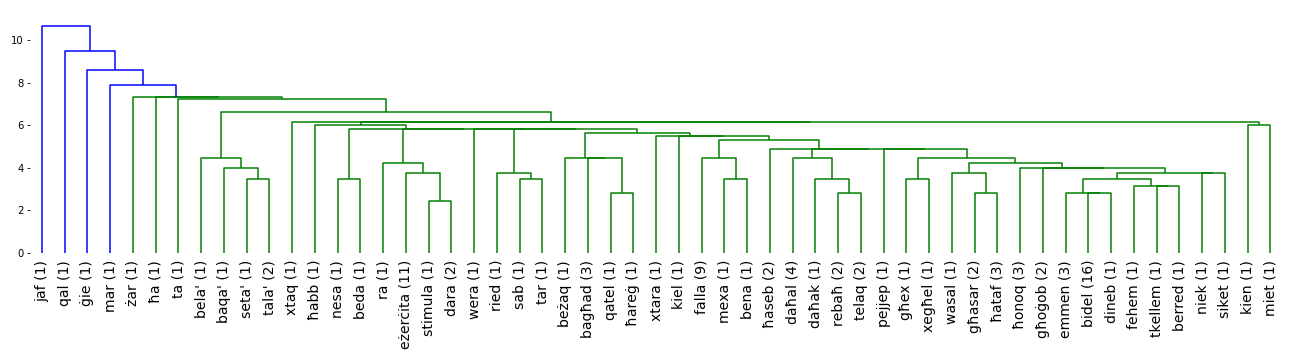 10
8
6
4
2
0
jaf (1)
qal (1)
ġie (1)
mar (1)
żar (1)
ħa (1)
ta (1)
bela' (1)
baqa' (1)
seta' (1)
tala' (2)
xtaq (1)
ħabb (1)
nesa (1)
beda (1)
ra (1)
eżerċita (11)
stimula (1)
dara (2)
wera (1)
ried (1)
sab (1)
tar (1)
beżaq (1)
bagħad (3)
qatel (1)
ħareġ (1)
xtara (1)
kiel (1)
falla (9)
mexa (1)
bena (1)
ħaseb (2)
daħal (4)
daħak (1)
rebaħ (2)
telaq (2)
pejjep (1)
għex (1)
xegħel (1)
wasal (1)
għasar (2)
ħataf (3)
ħonoq (3)
għoġob (2)
emmen (3)
bidel (16)
dineb (1)
fehem (1)
tkellem (1)
berred (1)
niek (1)
siket (1)
kien (1)
miet (1)